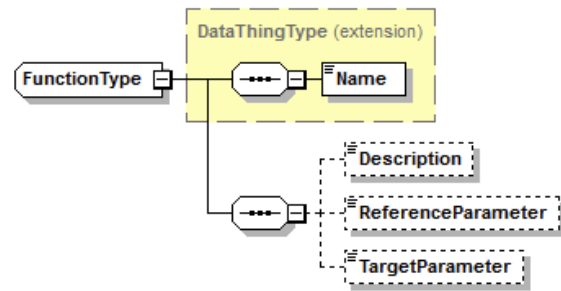 DataThingType (extension)
FunctionType
Name
Description
ReferenceParameter
TargetParameter